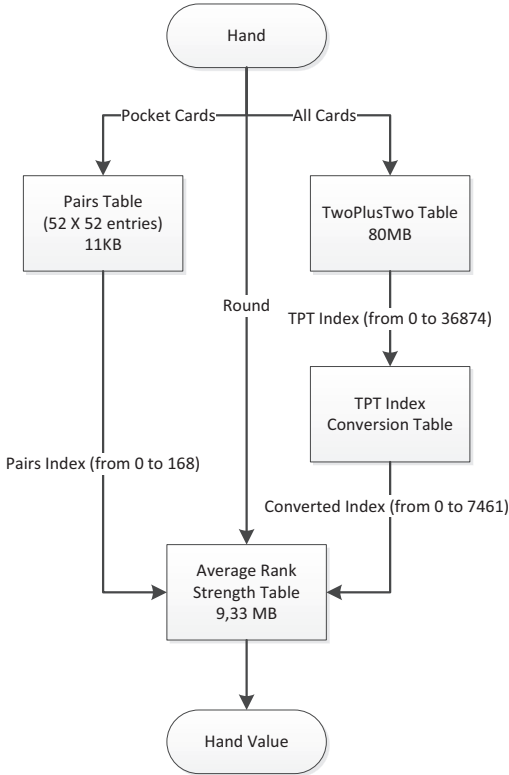 Hand
Pocket Cards
All Cards
Pairs Table
(52 X 52 entries)
11KB
TwoPlusTwo Table
80MB
Round
TPT Index (from 0 to 36874)
TPT Index
Conversion Table
Pairs Index (from 0 to 168)
Converted Index (from 0 to 7461)
Average Rank
Strength Table
9,33 MB
Hand Value